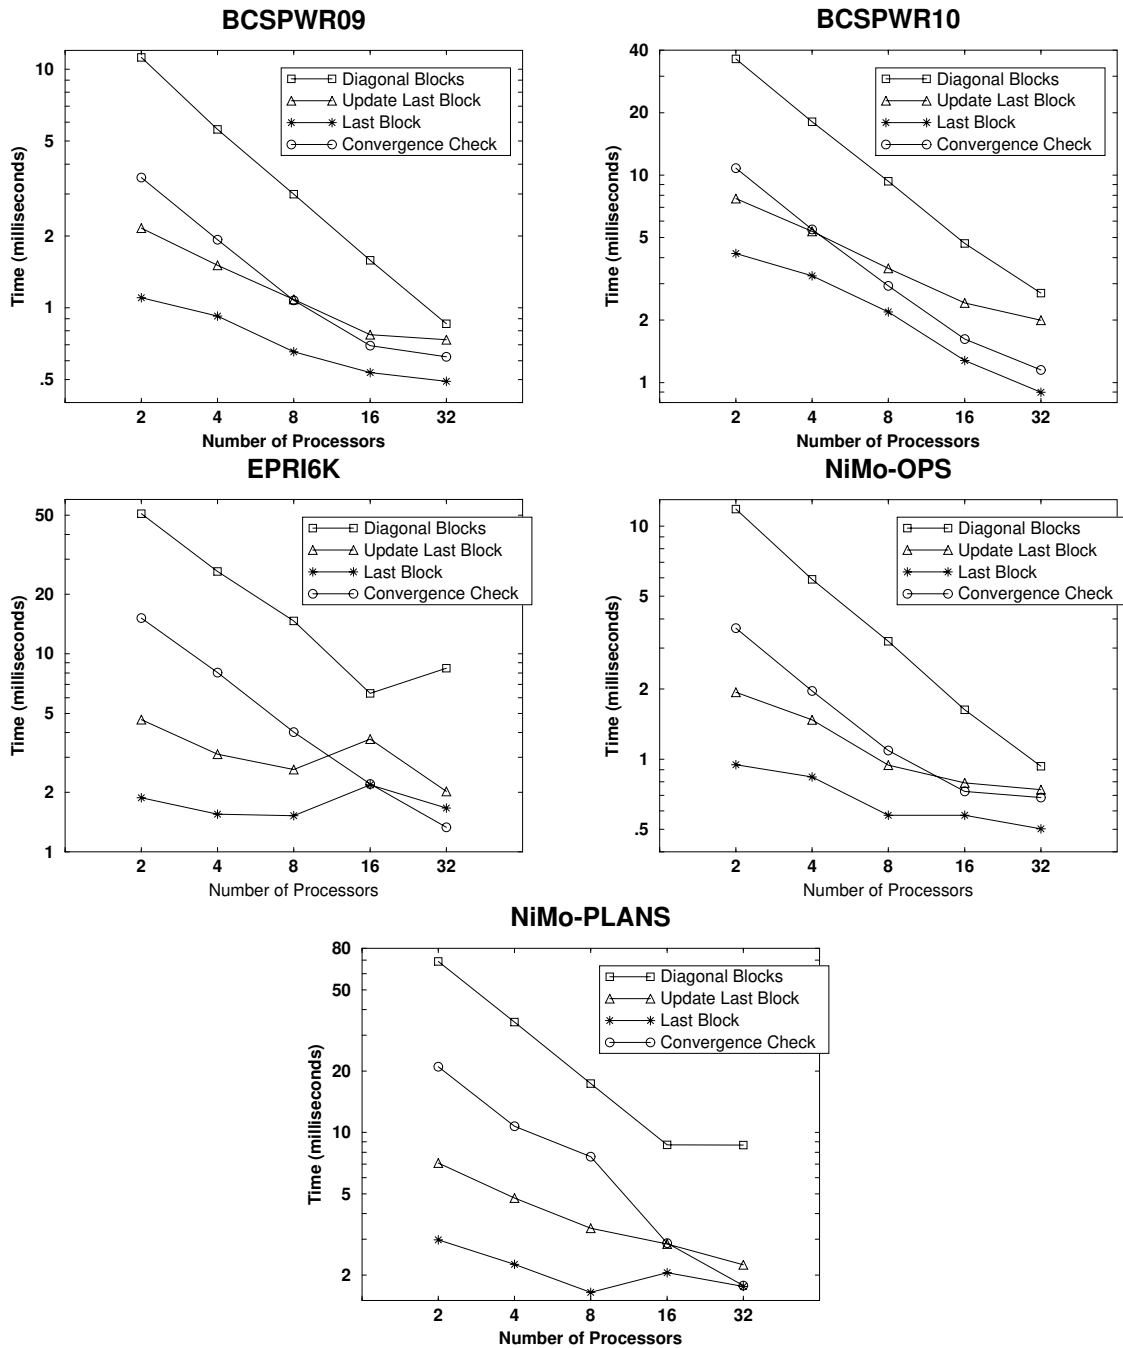 BCSPWR09
10
5
2
1
.5
Time (milliseconds)
Diagonal Blocks
Update Last Block
Last Block
Convergence Check
2 4 8 16 32
Number of Processors
BCSPWR10
40
20
10
5
2
1
Time (milliseconds)
Diagonal Blocks
Update Last Block
Last Block
Convergence Check
2 4 8 16 32
Number of Processors
EPRI6K
50
20
10
5
2
1
Time (milliseconds)
Diagonal Blocks
Update Last Block
Last Block
Convergence Check
2 4 8 16 32
Number of Processors
NiMo-OPS
10
5
2
1
.5
Time (milliseconds)
Diagonal Blocks
Update Last Block
Last Block
Convergence Check
2 4 8 16 32
Number of Processors
NiMo-PLANS
80
50
20
10
5
2
Time (milliseconds)
Diagonal Blocks
Update Last Block
Last Block
Convergence Check
2 4 8 16 32
Number of Processors